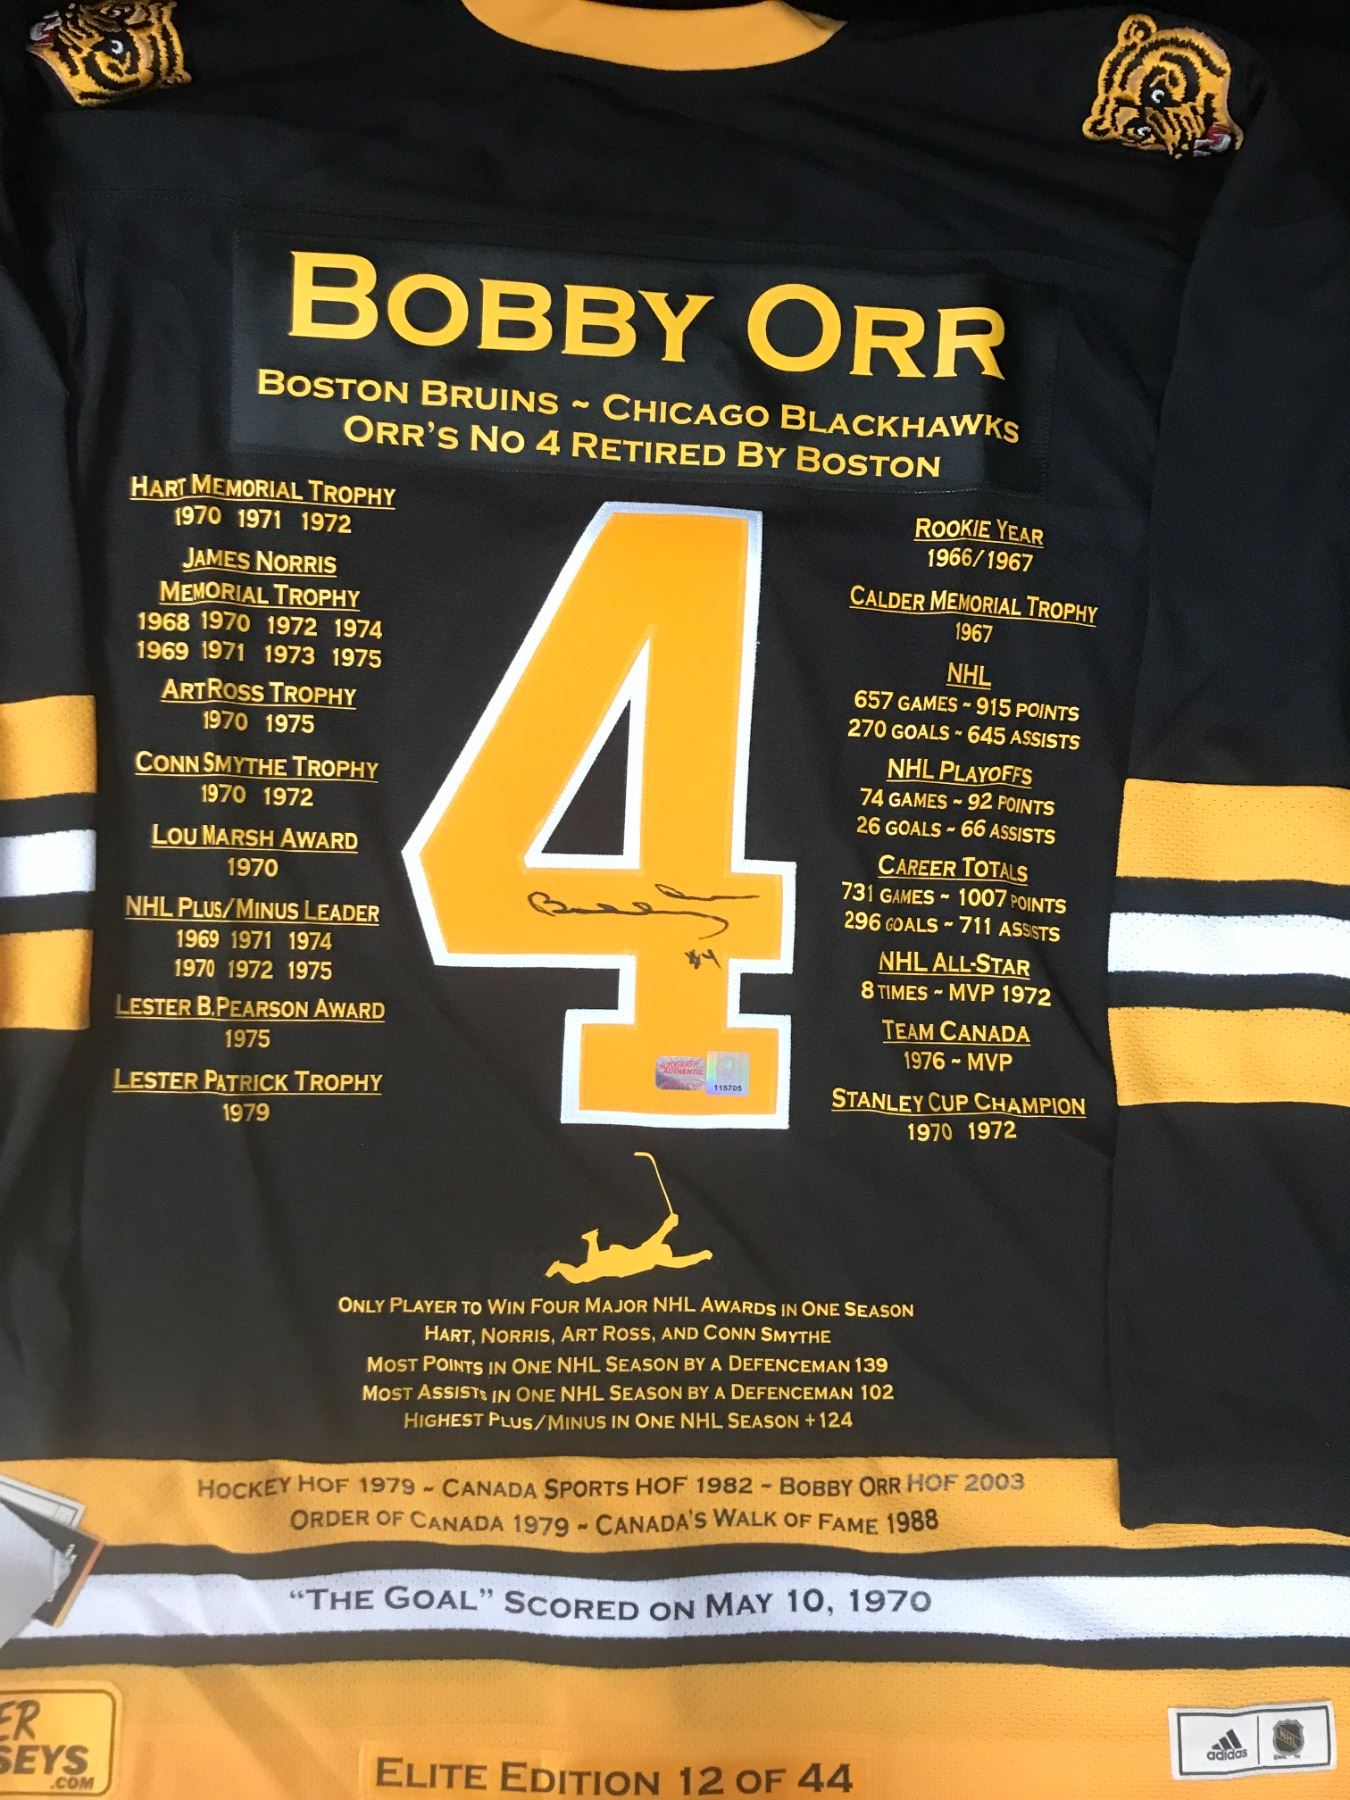 BOBBY ORR
BOSTON BRUINS ~ CHICAGO BLACKHAWKS
ORR'S NO 4 RETIRED BY BOSTON
HART MEMORIAL TROPHY
1970 1971 1972
JAMES NORRIS
MEMORIAL TROPHY
1968 1970 1972 1974
1969 1971 1973 1975
ART ROSS TROPHY
1970 1975
CONN SMYTHE TROPHY
1970 1972
LOU MARSH AWARD
1970
NHL PLUS/MINUS LEADER
1969 1971 1974
1970 1972 1975
LESTER B. PEARSON AWARD
1975
LESTER PATRICK TROPHY
1979
4
Bobby Orr
#4
AUTHENTIC
115705
ROOKIE YEAR
1966/1967
CALDER MEMORIAL TROPHY
1967
NHL
657 GAMES ~ 915 POINTS
270 GOALS ~ 645 ASSISTS
NHL PLAYOFFS
74 GAMES ~ 92 POINTS
26 GOALS ~ 66 ASSISTS
CAREER TOTALS
731 GAMES ~ 1007 POINTS
296 GOALS ~ 711 ASSISTS
NHL ALL-STAR
8 TIMES ~ MVP 1972
TEAM CANADA
1976 ~ MVP
STANLEY CUP CHAMPION
1970 1972
ONLY PLAYER TO WIN FOUR MAJOR NHL AWARDS IN ONE SEASON
HART, NORRIS, ART ROSS, AND CONN SMYTHE
MOST POINTS IN ONE NHL SEASON BY A DEFENCEMAN 139
MOST ASSISTS IN ONE NHL SEASON BY A DEFENCEMAN 102
HIGHEST PLUS/MINUS IN ONE NHL SEASON +124
HOCKEY HOF 1979 ~ CANADA SPORTS HOF 1982 ~ BOBBY ORR HOF 2003
ORDER OF CANADA 1979 ~ CANADA'S WALK OF FAME 1988
"THE GOAL" SCORED ON MAY 10, 1970
ER
SEYS
.COM
adidas
NHL
ELITE EDITION 12 OF 44